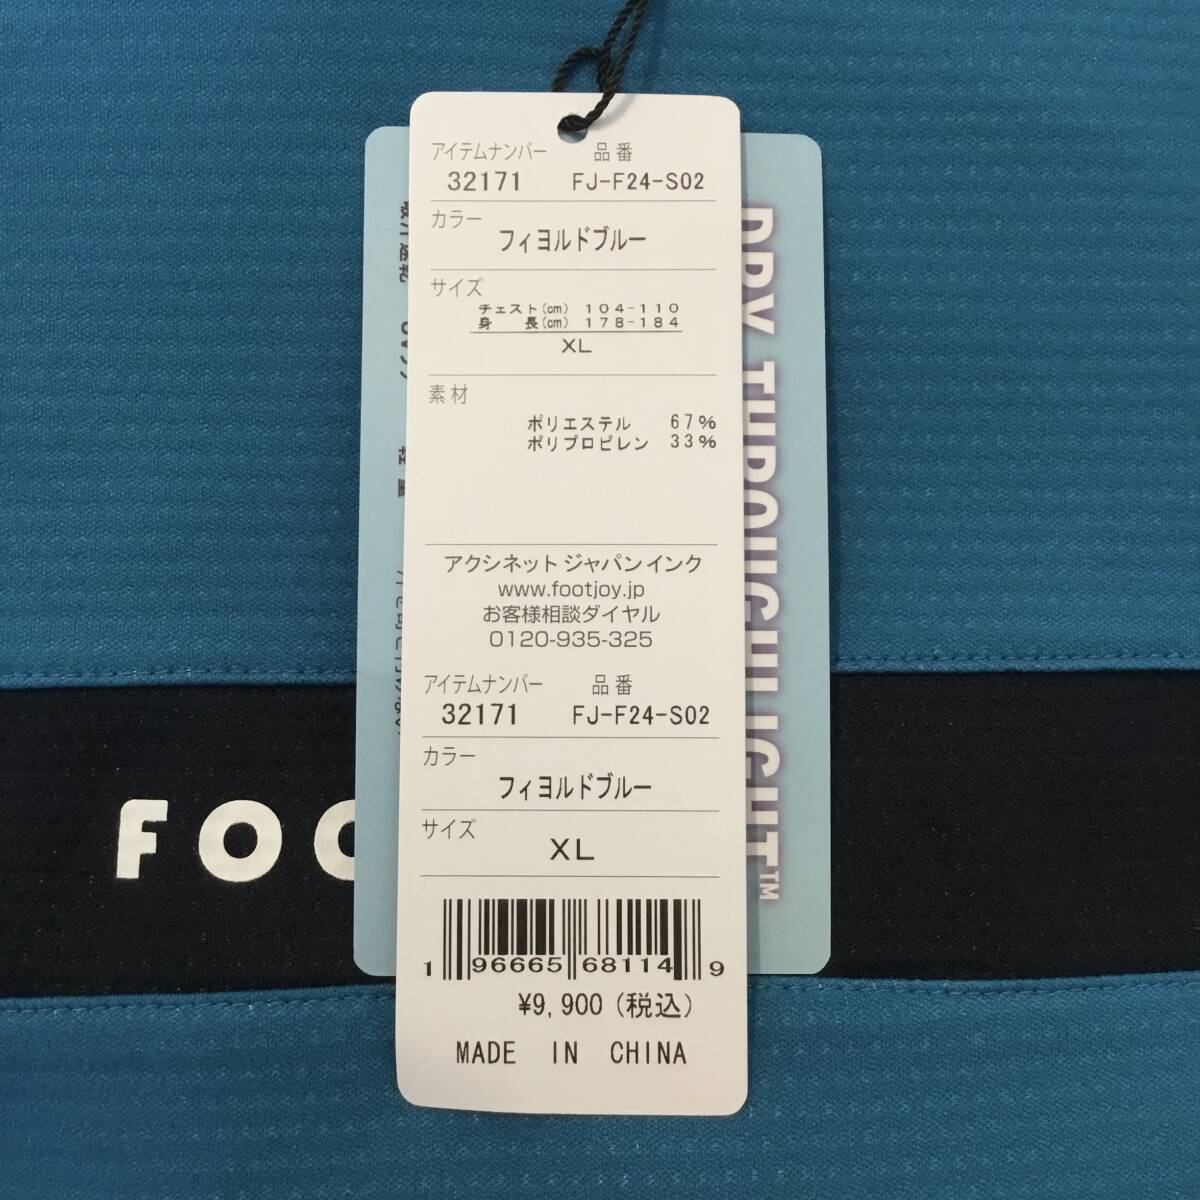 アイテムナンバー 品番
32171 FJ-F24-S02
カラー
フィヨルドブルー
サイズ
チェスト(cm) 104-110
身 長(cm) 178-184
XL
素材
ポリエステル 67%
ポリプロピレン 33%
アクシネット ジャパン インク
www.footjoy.jp
お客様相談ダイヤル
0120-935-325
アイテムナンバー 品番
32171 FJ-F24-S02
カラー
フィヨルドブルー
サイズ
XL
1 96665 68114 9
¥9,900 (税込)
MADE IN CHINA
DRY THROUGH LIGHT™
FOO